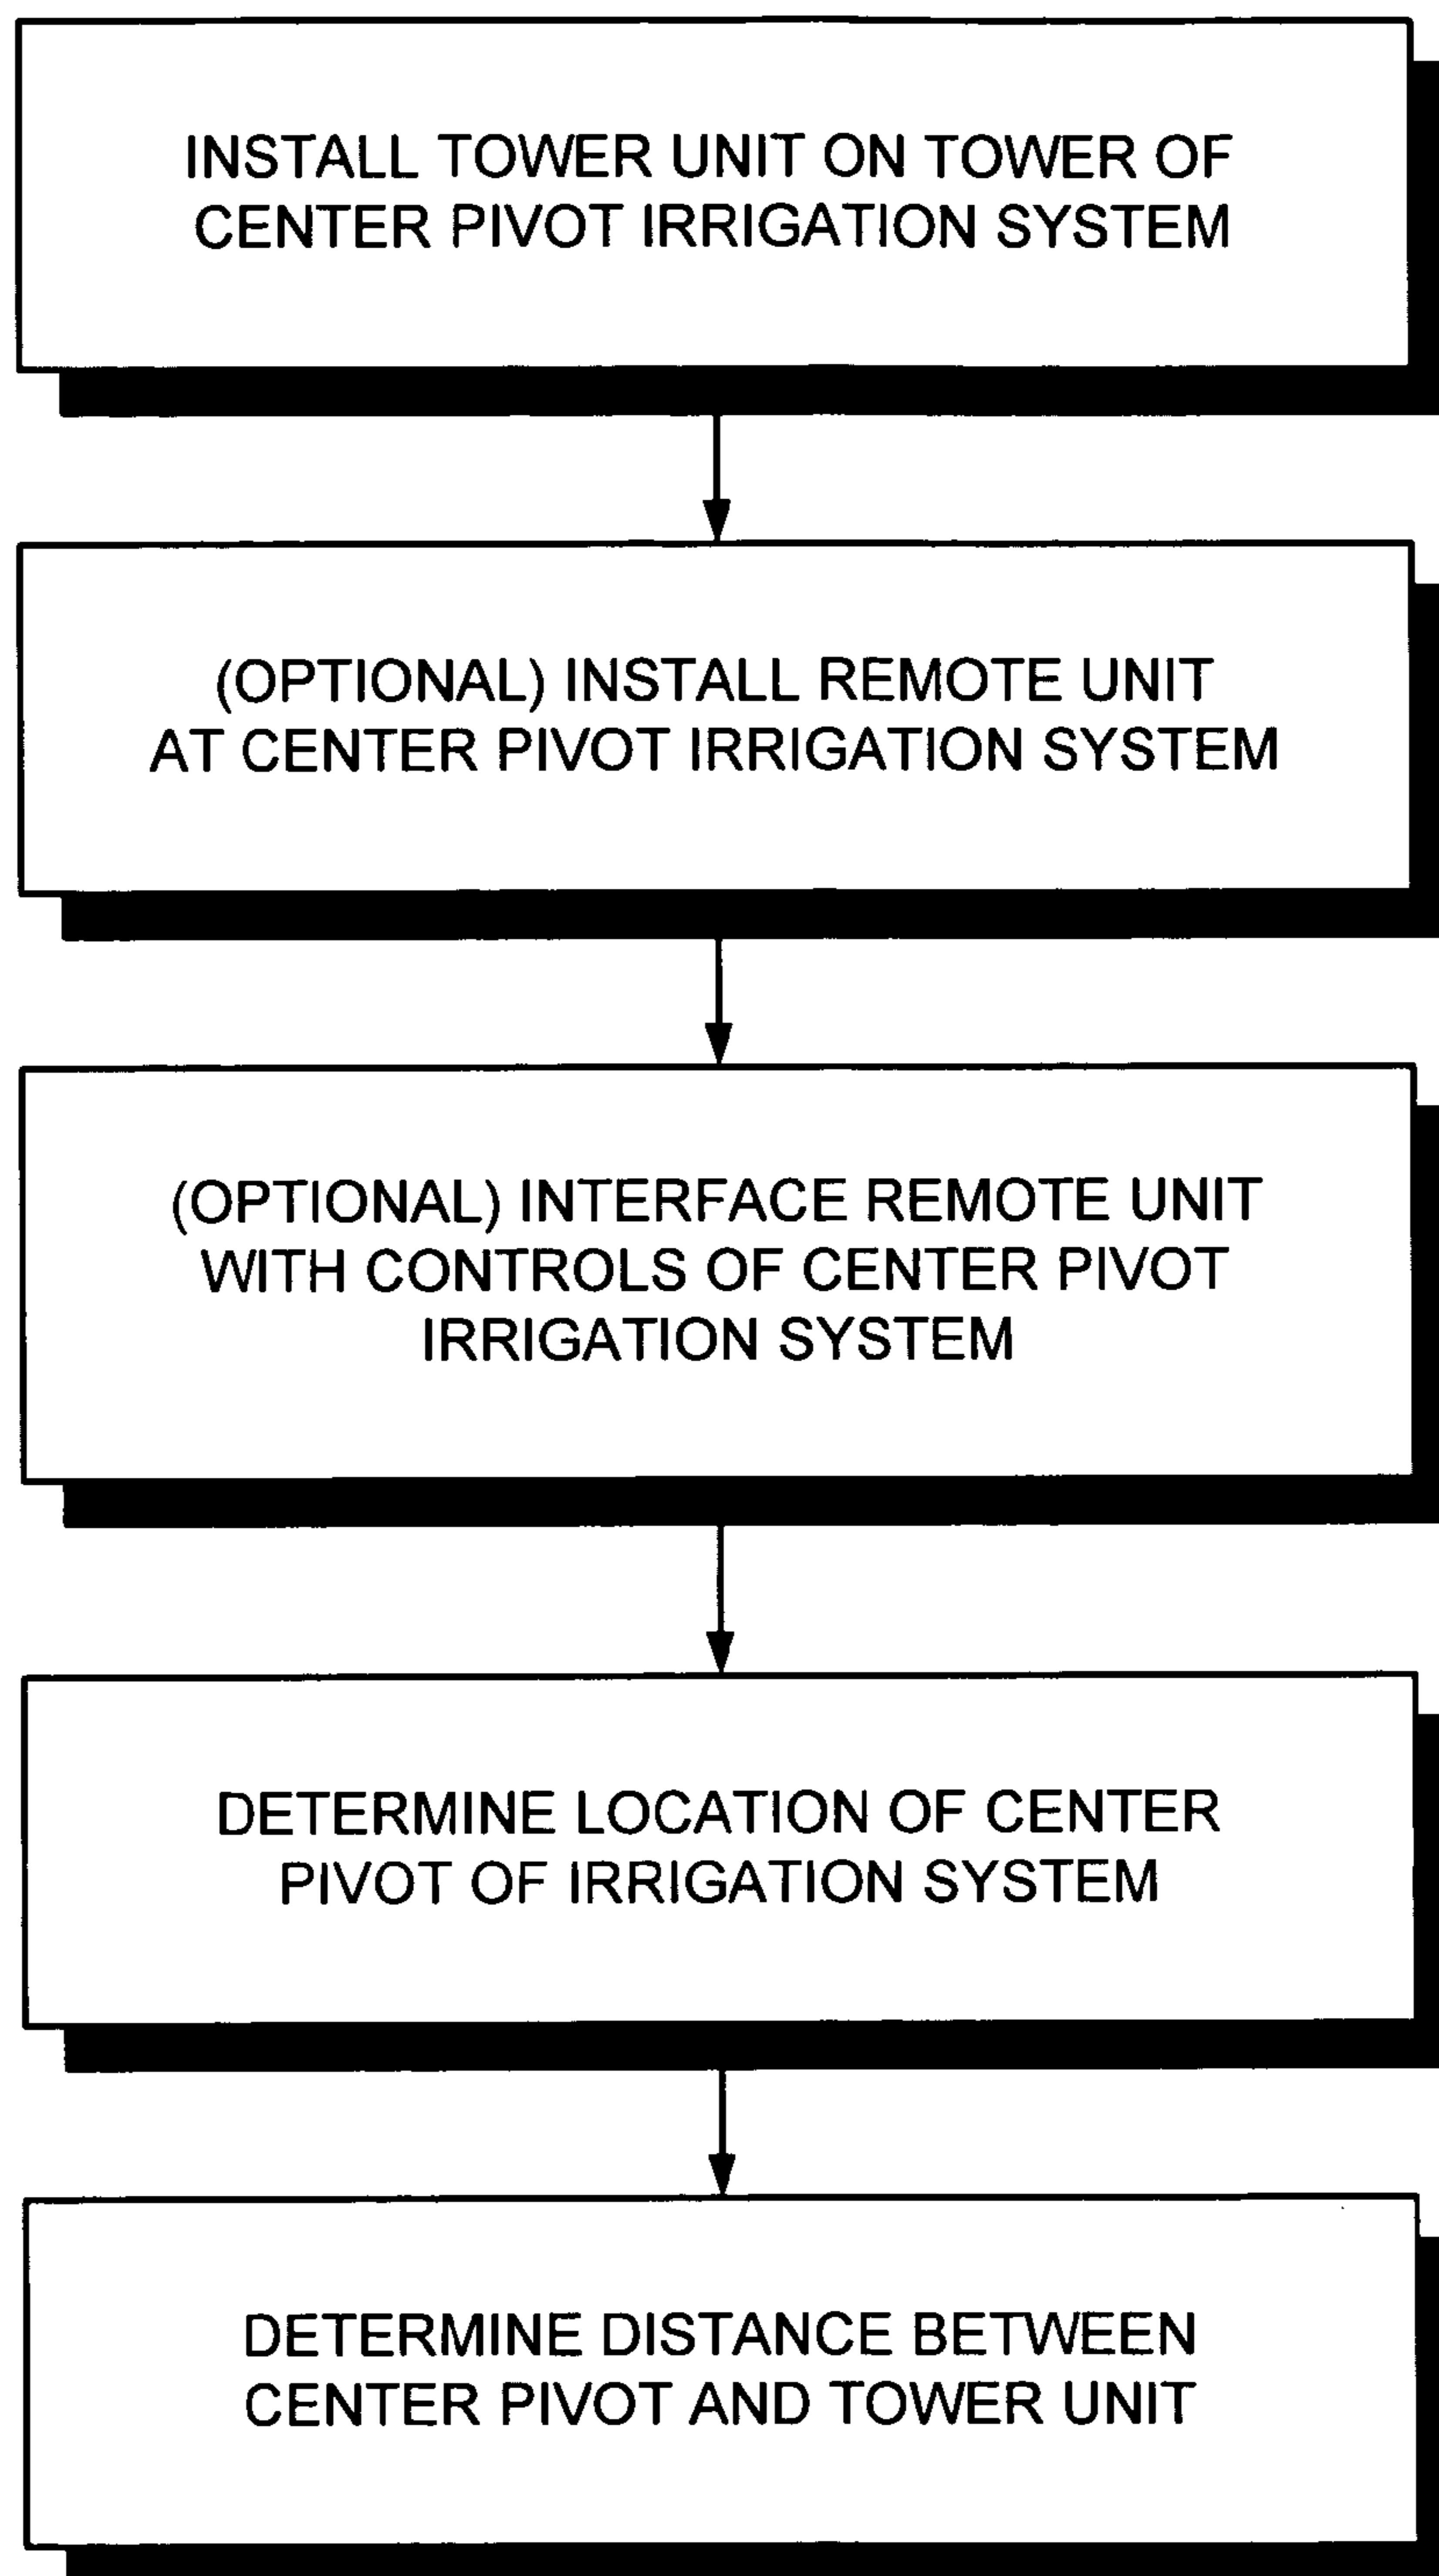 INSTALL TOWER UNIT ON TOWER OF
CENTER PIVOT IRRIGATION SYSTEM
(OPTIONAL) INSTALL REMOTE UNIT
AT CENTER PIVOT IRRIGATION SYSTEM
(OPTIONAL) INTERFACE REMOTE UNIT
WITH CONTROLS OF CENTER PIVOT
IRRIGATION SYSTEM
DETERMINE LOCATION OF CENTER
PIVOT OF IRRIGATION SYSTEM
DETERMINE DISTANCE BETWEEN
CENTER PIVOT AND TOWER UNIT